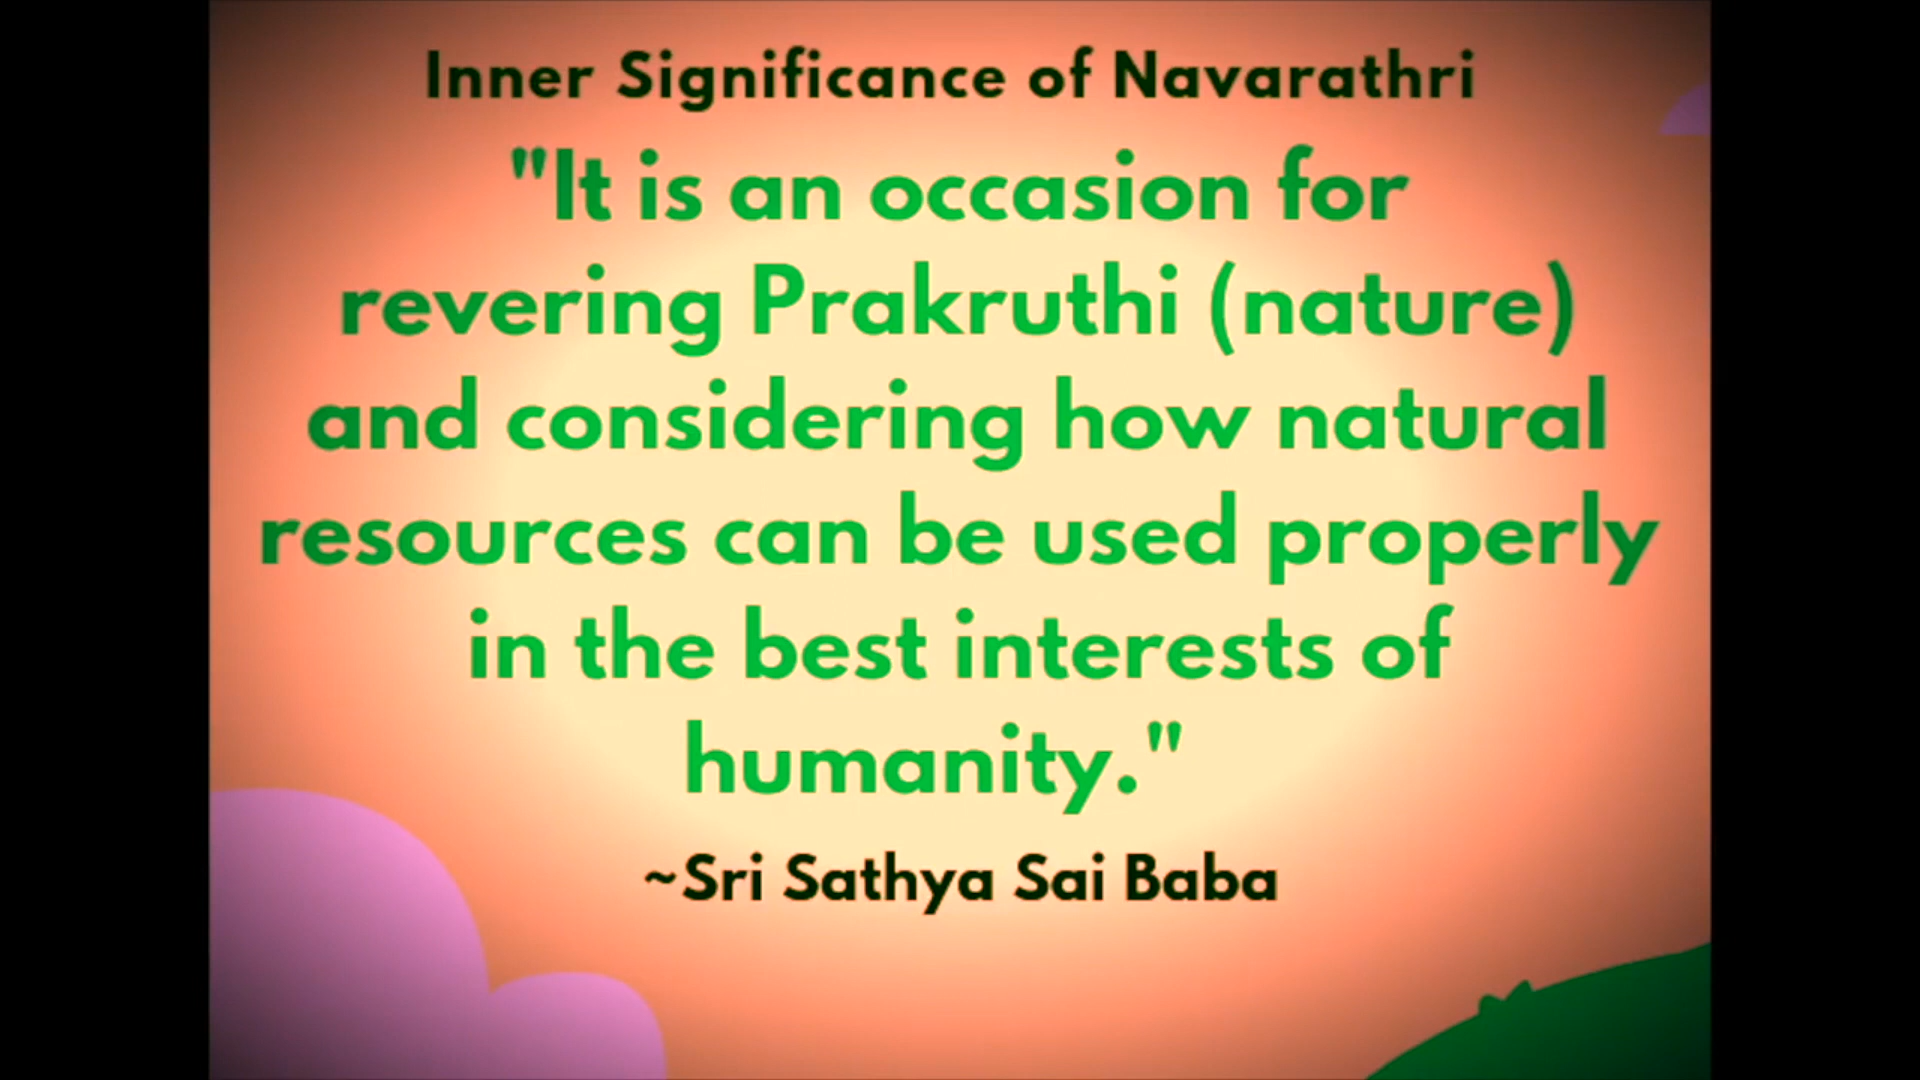 Inner Significance of Navarathri
"It is an occasion for
revering Prakruthi (nature)
and considering how natural
resources can be used properly
in the best interests of
humanity."
~Sri Sathya Sai Baba